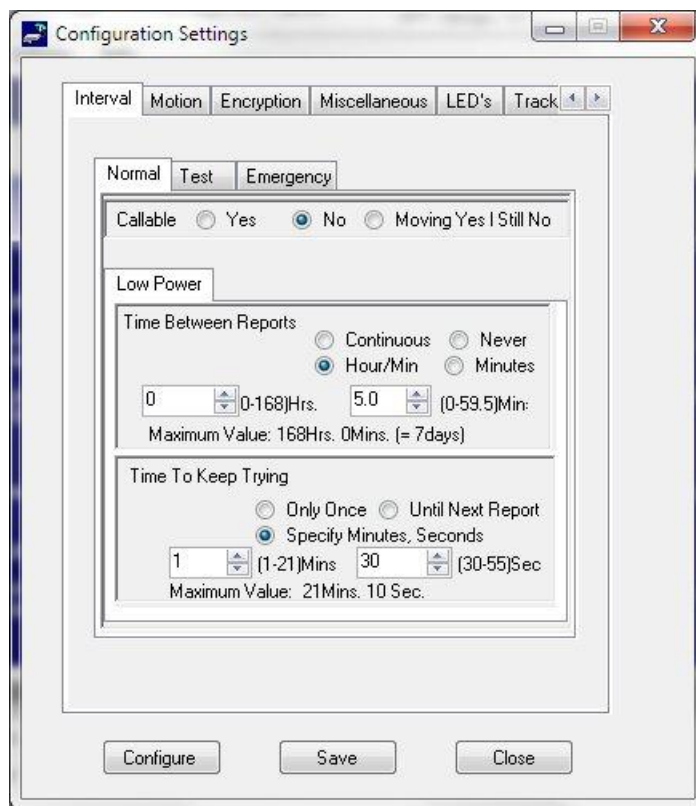 Configuration Settings
Interval Motion Encryption Miscellaneous LED's Track
Normal Test Emergency
Callable Yes No Moving Yes I Still No
Low Power
Time Between Reports
Continuous Never
Hour/Min Minutes
0 0-168)Hrs. 5.0 (0-59.5)Min:
Maximum Value: 168Hrs. 0Mins. (= 7days)
Time To Keep Trying
Only Once Until Next Report
Specify Minutes, Seconds
1 (1-21)Mins 30 (30-55)Sec
Maximum Value: 21Mins. 10 Sec.
Configure Save Close